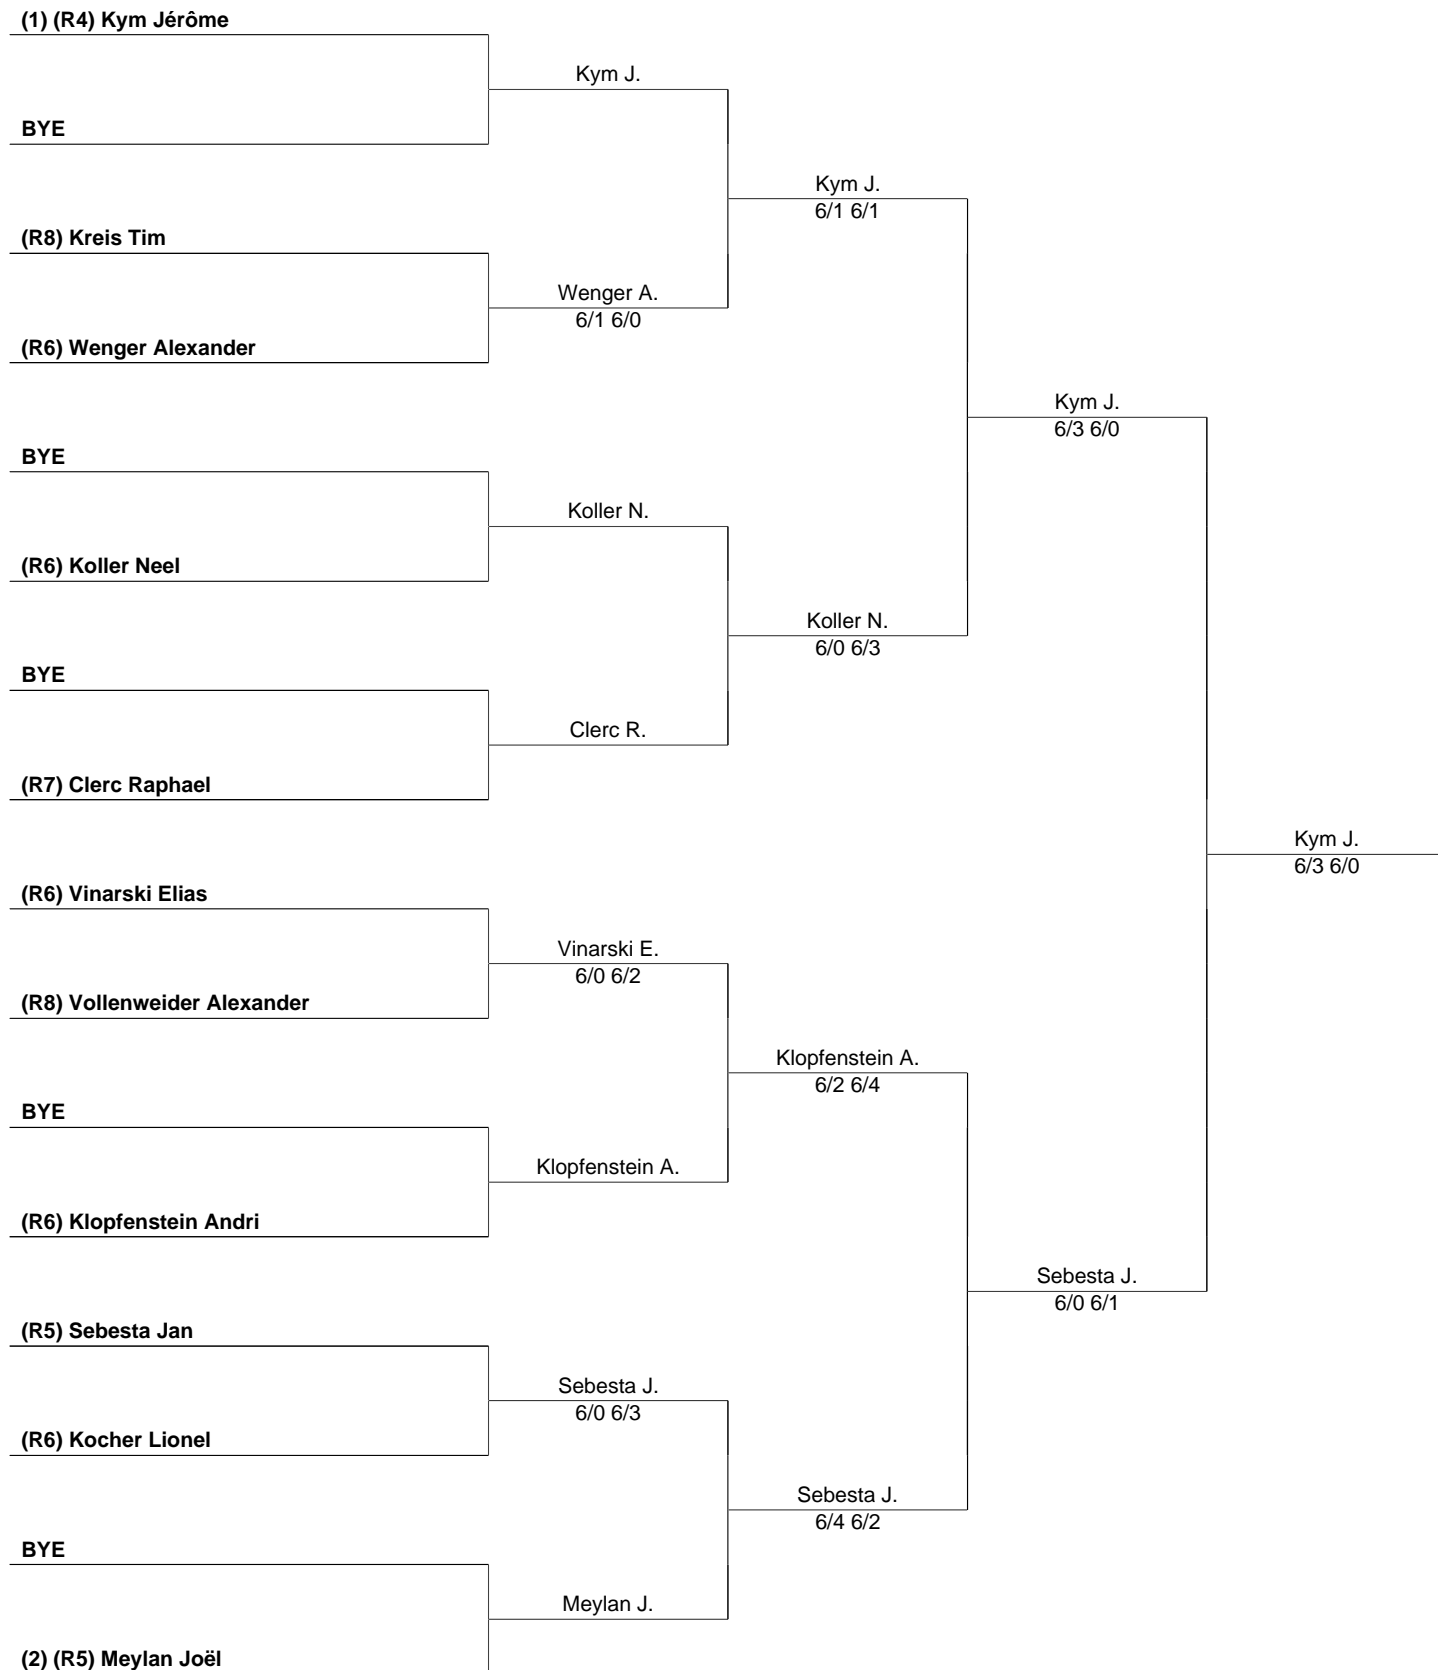 (1) (R4) Kym Jérôme
Kym J.
BYE
Kym J.
6/1 6/1
(R8) Kreis Tim
Wenger A.
6/1 6/0
(R6) Wenger Alexander
Kym J.
6/3 6/0
BYE
Koller N.
(R6) Koller Neel
Koller N.
6/0 6/3
BYE
Clerc R.
(R7) Clerc Raphael
Kym J.
6/3 6/0
(R6) Vinarski Elias
Vinarski E.
6/0 6/2
(R8) Vollenweider Alexander
Klopfenstein A.
6/2 6/4
BYE
Klopfenstein A.
(R6) Klopfenstein Andri
Sebesta J.
6/0 6/1
(R5) Sebesta Jan
Sebesta J.
6/0 6/3
(R6) Kocher Lionel
Sebesta J.
6/4 6/2
BYE
Meylan J.
(2) (R5) Meylan Joël